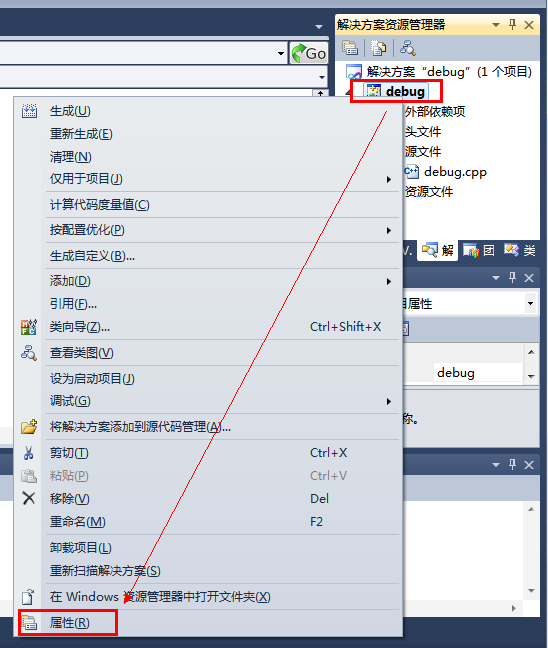 解决方案资源管理器
Go
解决方案“debug”(1 个项目)
debug
外部依赖项
头文件
源文件
debug.cpp
资源文件
V. 解 团 类
属性
debug
称。
生成(U)
重新生成(E)
清理(N)
仅用于项目(J)
计算代码度量值(C)
按配置优化(P)
生成自定义(B)...
添加(D)
引用(F)...
类向导(Z)... Ctrl+Shift+X
查看类图(V)
设为启动项目(J)
调试(G)
将解决方案添加到源代码管理(A)...
剪切(T) Ctrl+X
粘贴(P) Ctrl+V
移除(V) Del
重命名(M) F2
卸载项目(L)
重新扫描解决方案(S)
在 Windows 资源管理器中打开文件夹(X)
属性(R)